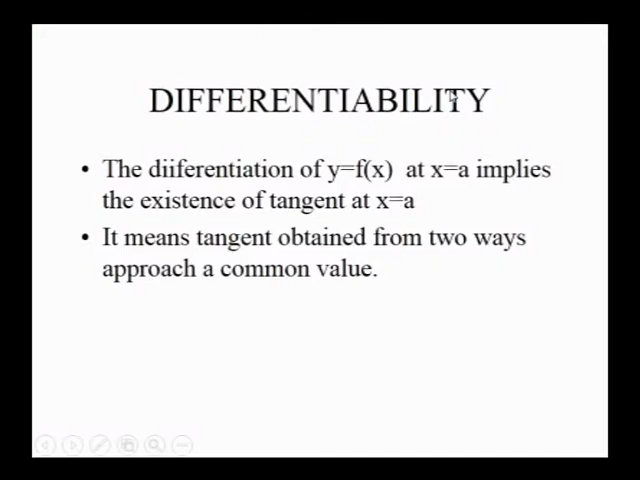 DIFFERENTIABILITY
• The diiferentiation of y=f(x) at x=a implies
the existence of tangent at x=a
• It means tangent obtained from two ways
approach a common value.